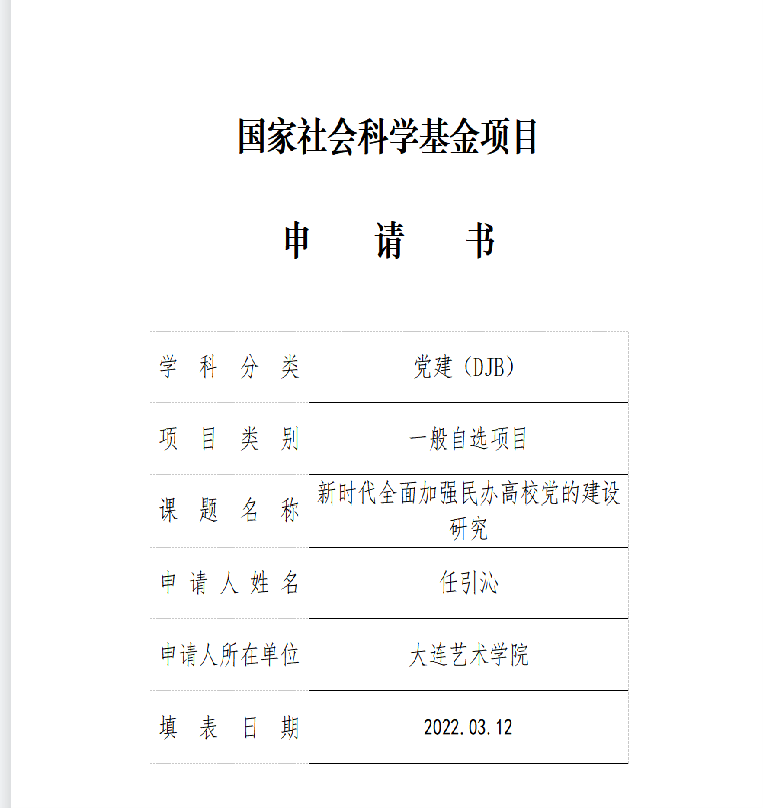 国家社会科学基金项目
申 请 书
学 科 分 类 党建（DJB）
项 目 类 别 一般自选项目
课 题 名 称 新时代全面加强民办高校党的建设
研究
申 请 人 姓 名 任引沁
申请人所在单位 大连艺术学院
填 表 日 期 2022.03.12